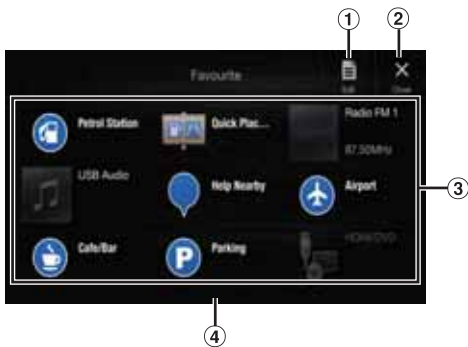 1
2
Favourite
Edit
Close
Petrol Station
Quick Plac...
Radio FM 1
87.50MHz
USB Audio
Help Nearby
Airport
3
Cafe/Bar
P
Parking
HDMI/DVD
4